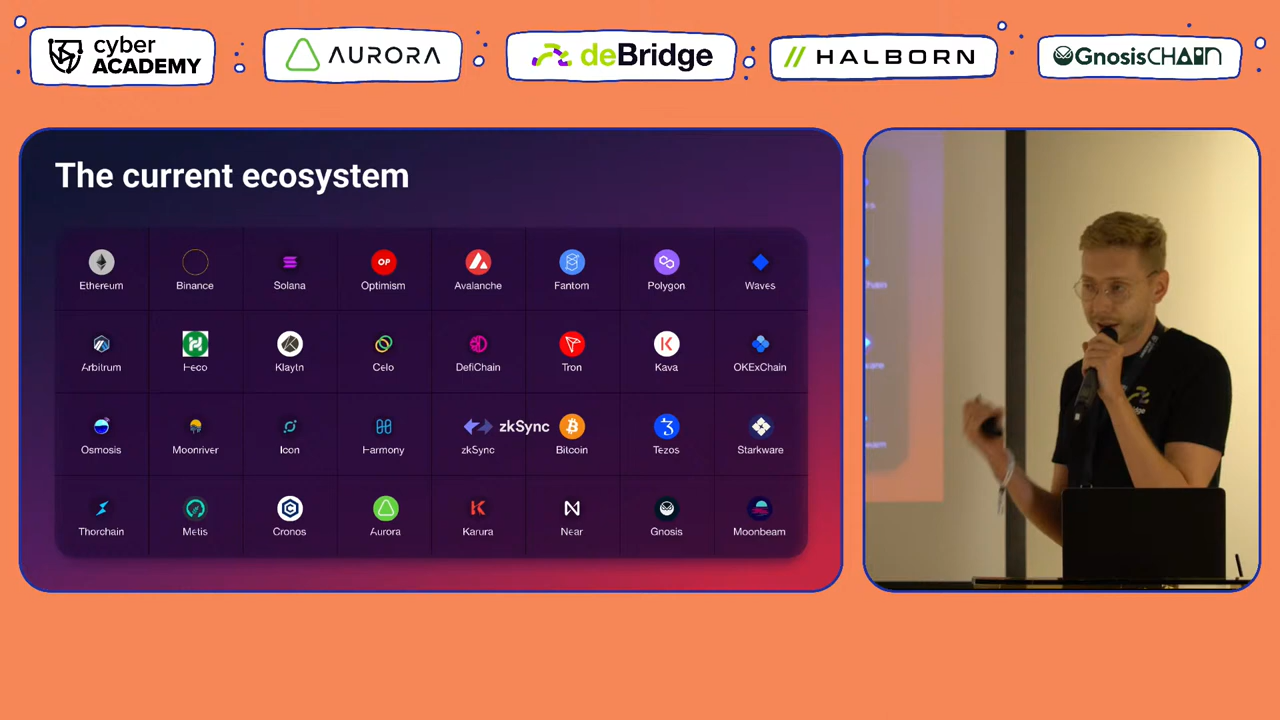 cyber
ACADEMY
AURORA
deBridge
HALBORN
GnosisCHAIN
The current ecosystem
Ethereum
Binance
Solana
OP
Optimism
Avalanche
Fantom
Polygon
Waves
Arbitrum
Heco
Klaytn
Celo
DefiChain
Tron
Kava
OKExChain
Osmosis
Moonriver
Icon
Harmony
zkSync
zkSync
Bitcoin
Tezos
Starkware
Thorchain
Metis
Cronos
Aurora
Karura
Near
Gnosis
Moonbeam